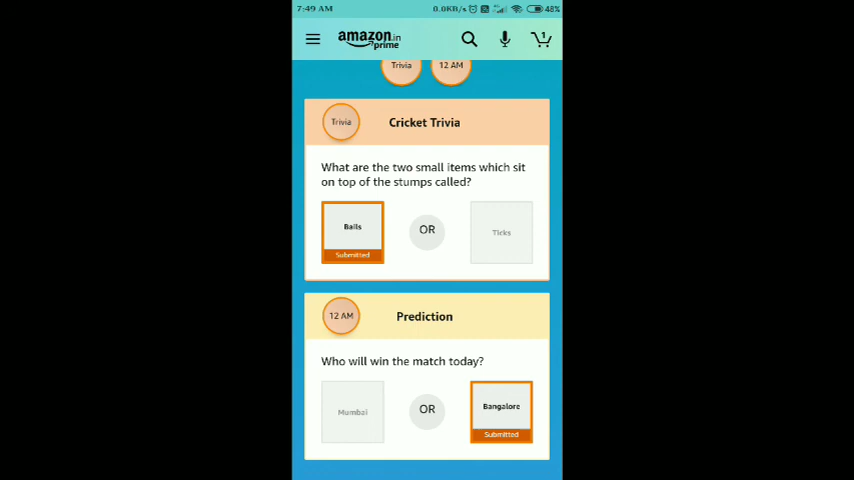 7:49 AM 0.0KB/s 48%
amazon.in
prime
1
Trivia 12 AM
Trivia Cricket Trivia
What are the two small items which sit
on top of the stumps called?
Bails OR Ticks
Submitted
12 AM Prediction
Who will win the match today?
Mumbai OR Bangalore
Submitted